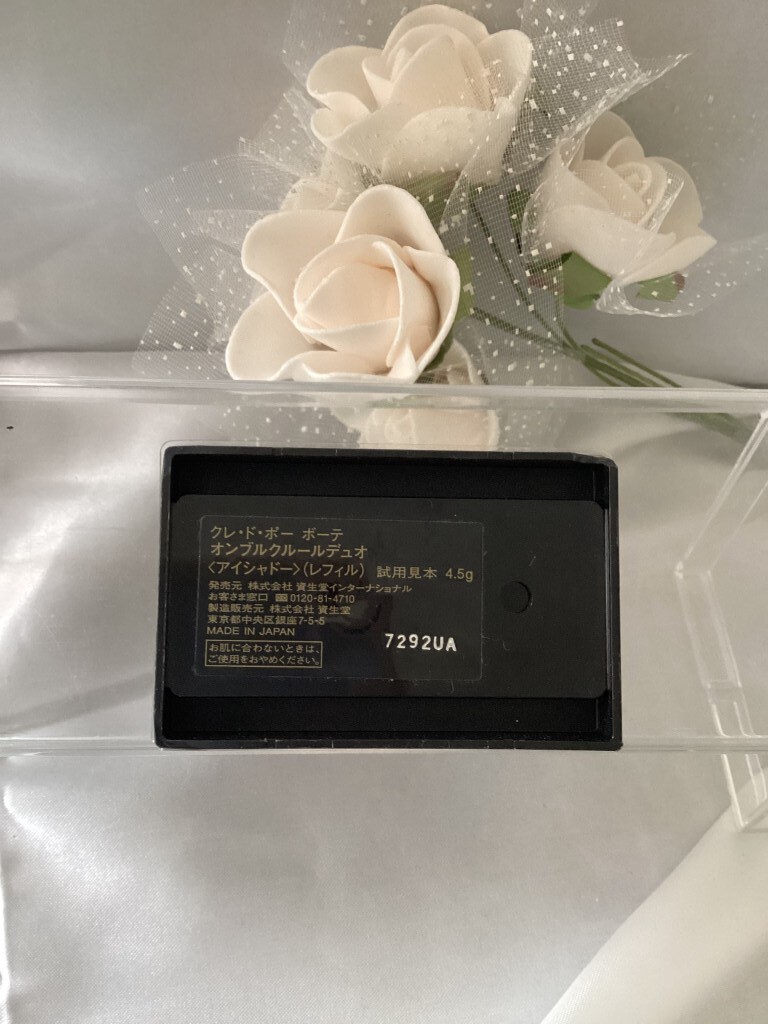 クレ・ド・ポー ボーテ
オンブルクルールデュオ
〈アイシャドー〉(レフィル) 試用見本 4.5g
発売元 株式会社 資生堂インターナショナル
お客さま窓口 0120-81-4710
製造販売元 株式会社 資生堂
東京都中央区銀座7-5-5
MADE IN JAPAN
お肌に合わないときは、
ご使用をおやめください。
7292UA